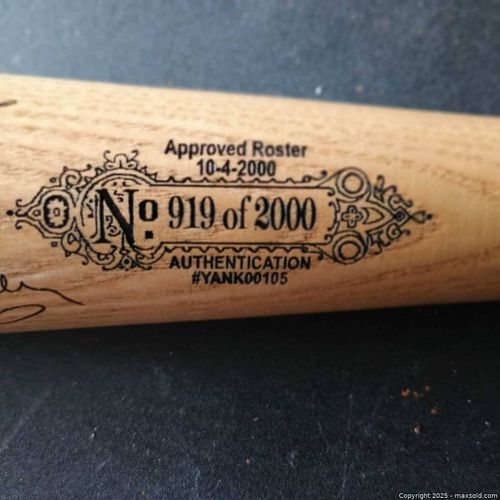 Approved Roster
10-4-2000
No. 919 of 2000
AUTHENTICATION
#YANK00105
Copyright 2025 - maxsold.com